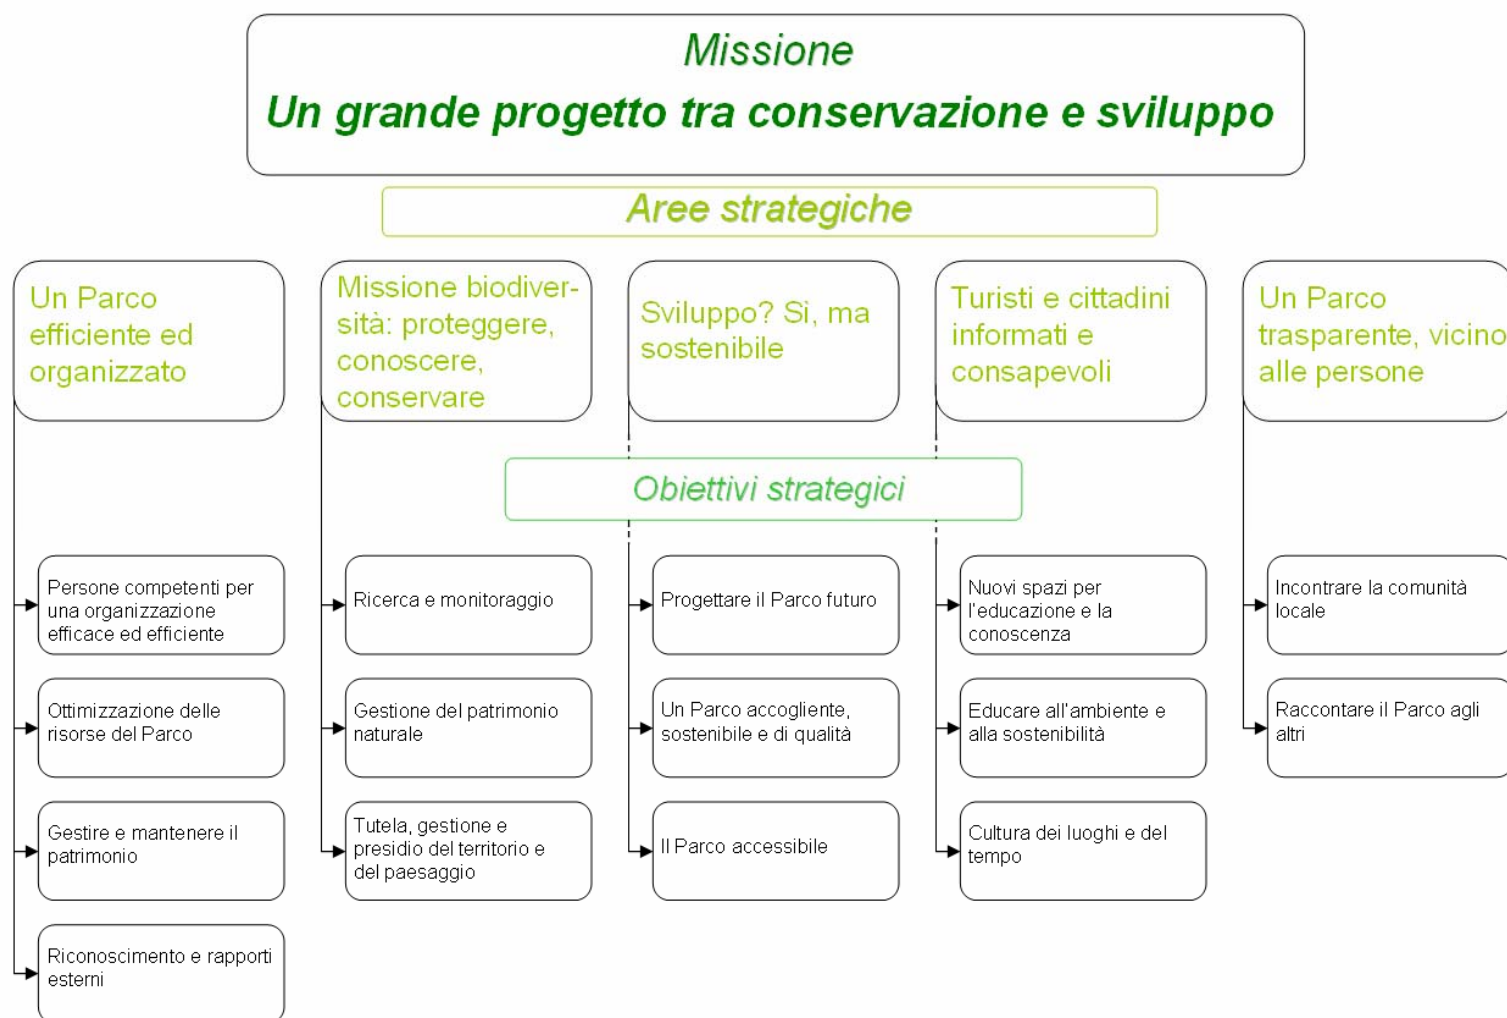 Missione
Un grande progetto tra conservazione e sviluppo
Aree strategiche
Un Parco
efficiente ed
organizzato
Missione biodiver-
sità: proteggere,
conoscere,
conservare
Sviluppo? Sì, ma
sostenibile
Turisti e cittadini
informati e
consapevoli
Un Parco
trasparente, vicino
alle persone
Obiettivi strategici
Persone competenti per
una organizzazione
efficace ed efficiente
Ottimizzazione delle
risorse del Parco
Gestire e mantenere il
patrimonio
Riconoscimento e rapporti
esterni
Ricerca e monitoraggio
Gestione del patrimonio
naturale
Tutela, gestione e
presidio del territorio e
del paesaggio
Progettare il Parco futuro
Un Parco accogliente,
sostenibile e di qualità
Il Parco accessibile
Nuovi spazi per
l'educazione e la
conoscenza
Educare all'ambiente e
alla sostenibilità
Cultura dei luoghi e del
tempo
Incontrare la comunità
locale
Raccontare il Parco agli
altri